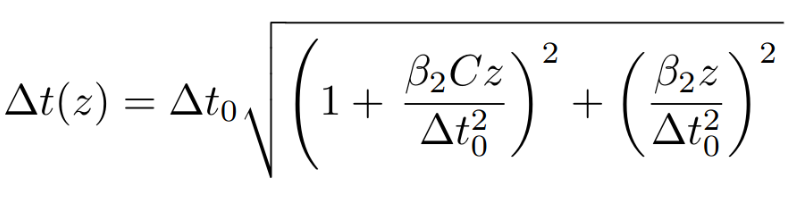 Δt(z) = Δt₀√((1 + β₂Cz/Δt₀²)² + (β₂z/Δt₀²)²)